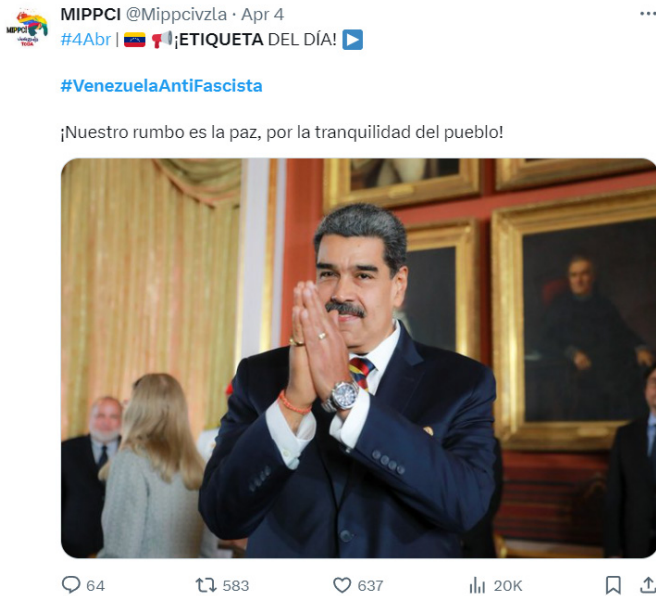 MIPPCI @Mippcivzla · Apr 4
#4Abr | 🇻🇪 📢¡ETIQUETA DEL DÍA! ▶️
#VenezuelaAntiFascista
¡Nuestro rumbo es la paz, por la tranquilidad del pueblo!
64 583 637 20K